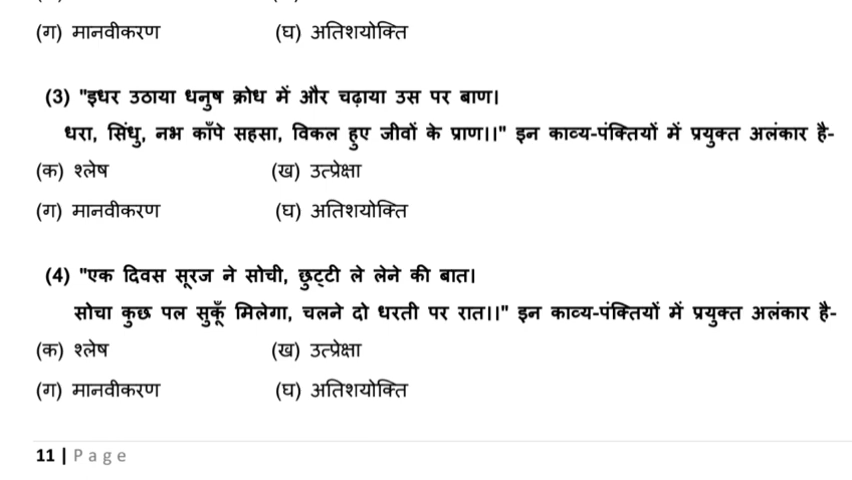 (ग) मानवीकरण (घ) अतिशयोक्ति
(3) "इधर उठाया धनुष क्रोध में और चढ़ाया उस पर बाण।
धरा, सिंधु, नभ काँपे सहसा, विकल हुए जीवों के प्राण।।" इन काव्य-पंक्तियों में प्रयुक्त अलंकार है-
(क) श्लेष (ख) उत्प्रेक्षा
(ग) मानवीकरण (घ) अतिशयोक्ति
(4) "एक दिवस सूरज ने सोची, छुट्टी ले लेने की बात।
सोचा कुछ पल सुकूँ मिलेगा, चलने दो धरती पर रात।।" इन काव्य-पंक्तियों में प्रयुक्त अलंकार है-
(क) श्लेष (ख) उत्प्रेक्षा
(ग) मानवीकरण (घ) अतिशयोक्ति
11 | Page